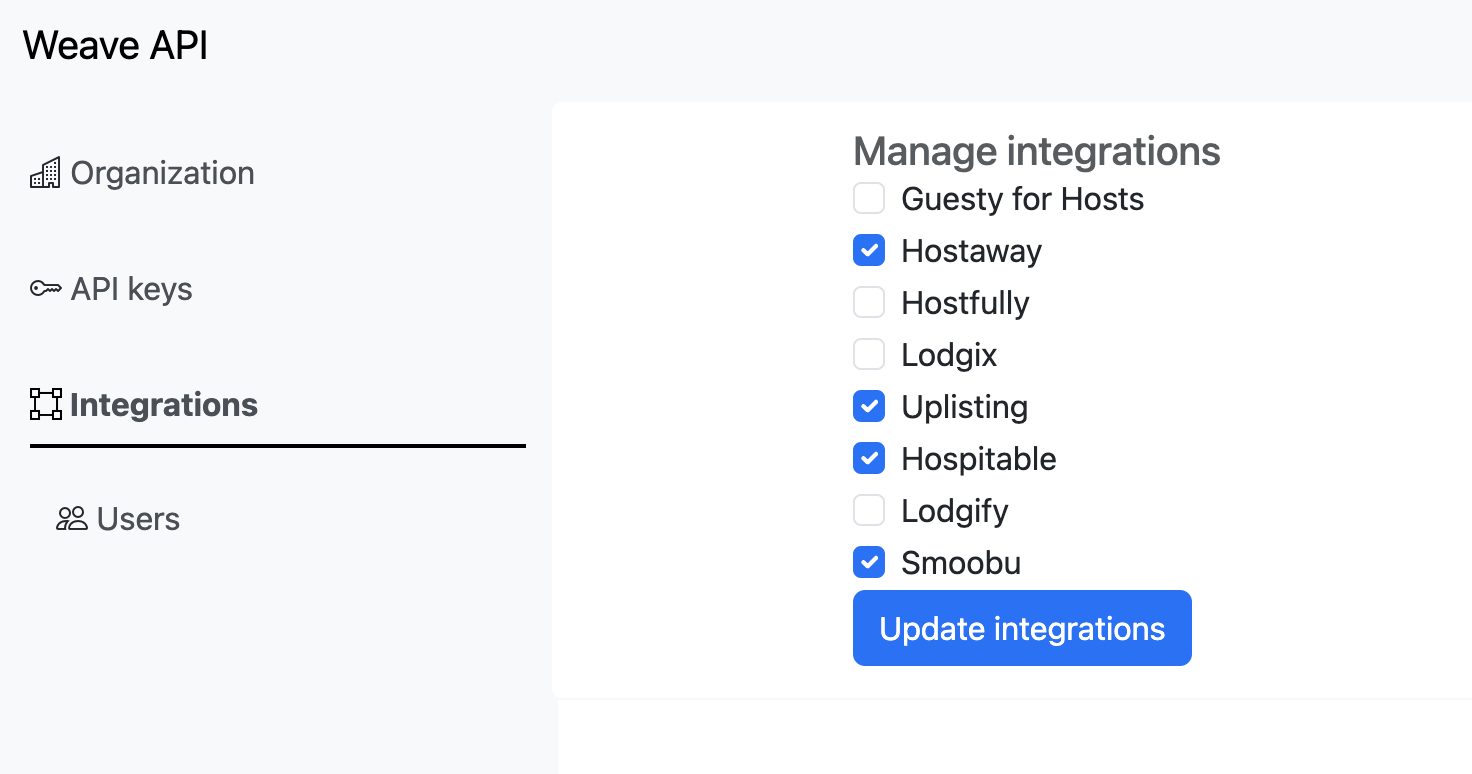 Weave API
Organization
API keys
Integrations
Users
Manage integrations
Guesty for Hosts
Hostaway
Hostfully
Lodgix
Uplisting
Hospitable
Lodgify
Smoobu
Update integrations